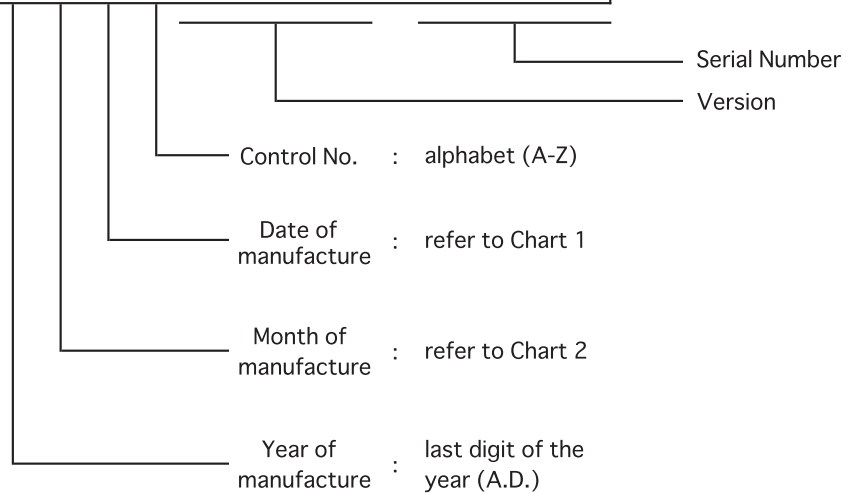 Serial Number
Version
Control No. : alphabet (A-Z)
Date of
manufacture : refer to Chart 1
Month of
manufacture : refer to Chart 2
Year of
manufacture : last digit of the
year (A.D.)